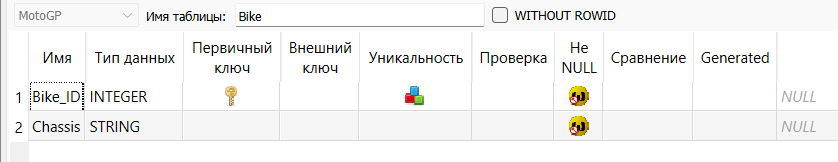 MotoGP Имя таблицы: Bike WITHOUT ROWID
Имя Тип данных Первичный ключ Внешний ключ Уникальность Проверка Не NULL Сравнение Generated
1 Bike_ID INTEGER NULL
2 Chassis STRING NULL